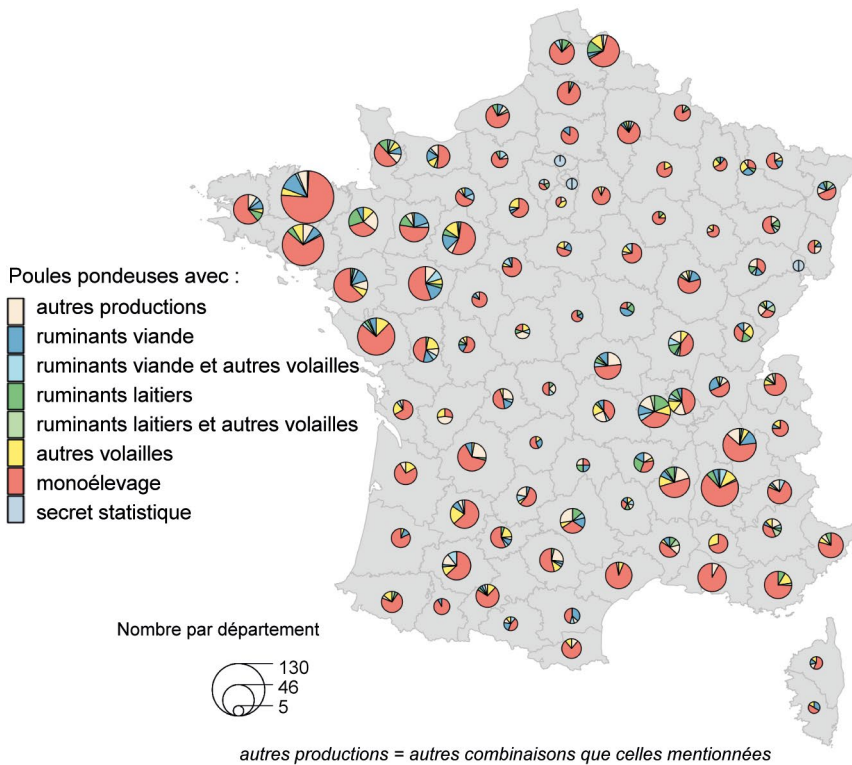 Poules pondeuses avec :
autres productions
ruminants viande
ruminants viande et autres volailles
ruminants laitiers
ruminants laitiers et autres volailles
autres volailles
monoélevage
secret statistique
Nombre par département
130
46
5
autres productions = autres combinaisons que celles mentionnées